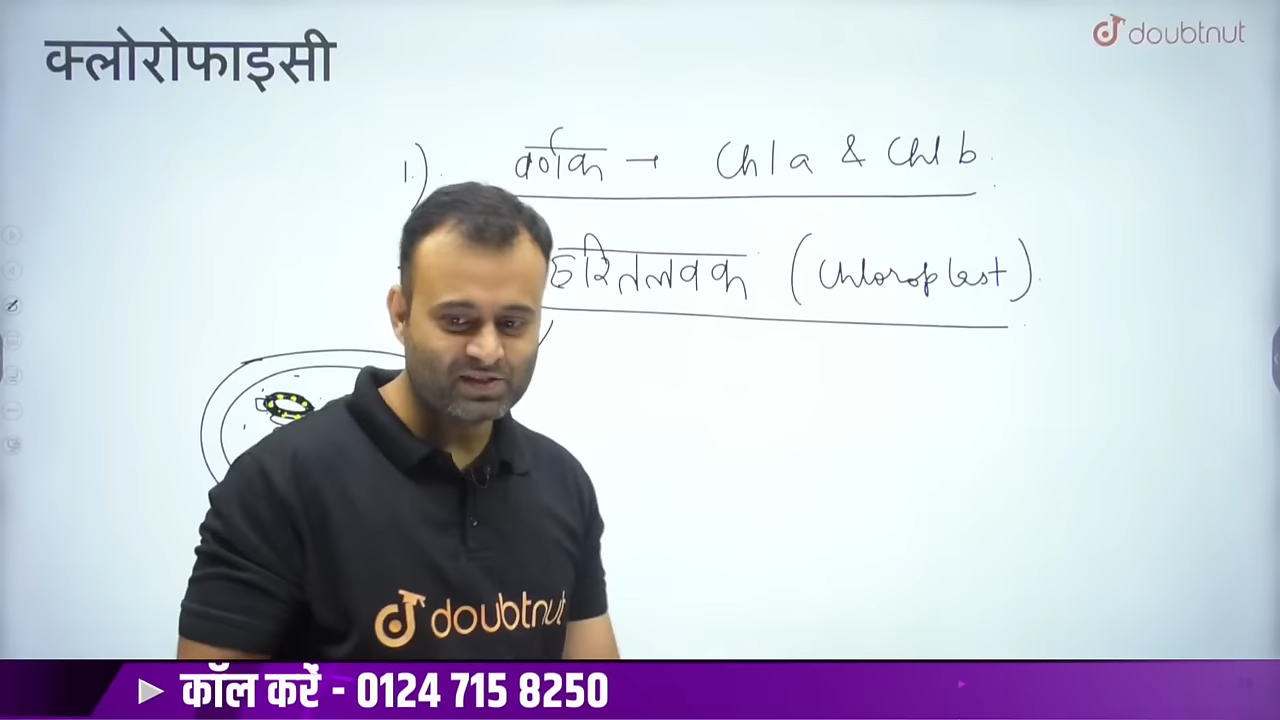 क्लोरोफाइसी
doubtnut
1.) वर्णक → Chl a & Chl b
हरितलवक (Chloroplast)
doubtnut
कॉल करें - 0124 715 8250